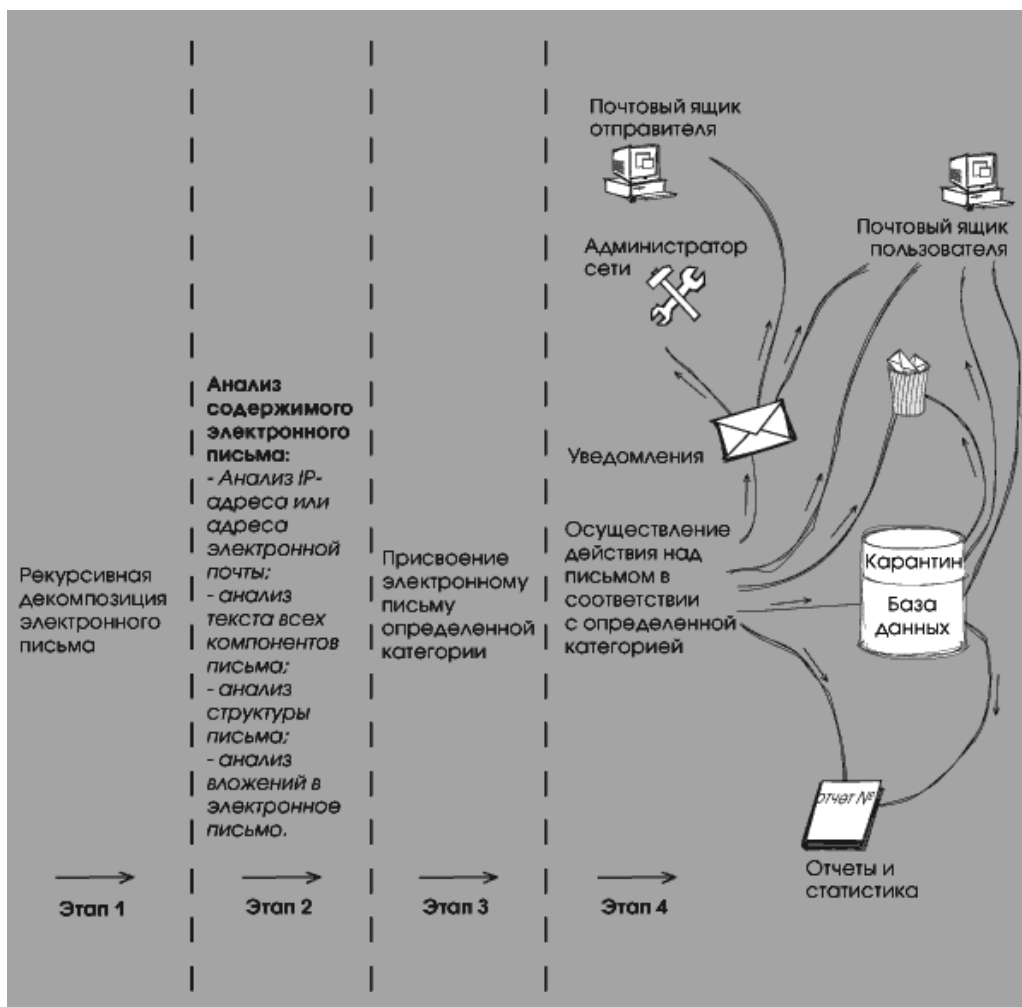 Почтовый ящик
отправителя
Почтовый ящик
пользователя
Администратор
сети
Уведомления
Рекурсивная
декомпозиция
электронного
письма
Анализ
содержимого
электронного
письма:
- Анализ IP-
адреса или
адреса
электронной
почты;
- анализ
текста всех
компонентов
письма;
- анализ
структуры
письма;
- анализ
вложений в
электронное
письмо.
Присвоение
электронному
письму
определенной
категории
Осуществление
действия над
письмом в
соответствии
с определенной
категорией
Карантин
База
данных
отчет №
Отчеты и
статистика
Этап 1
Этап 2
Этап 3
Этап 4